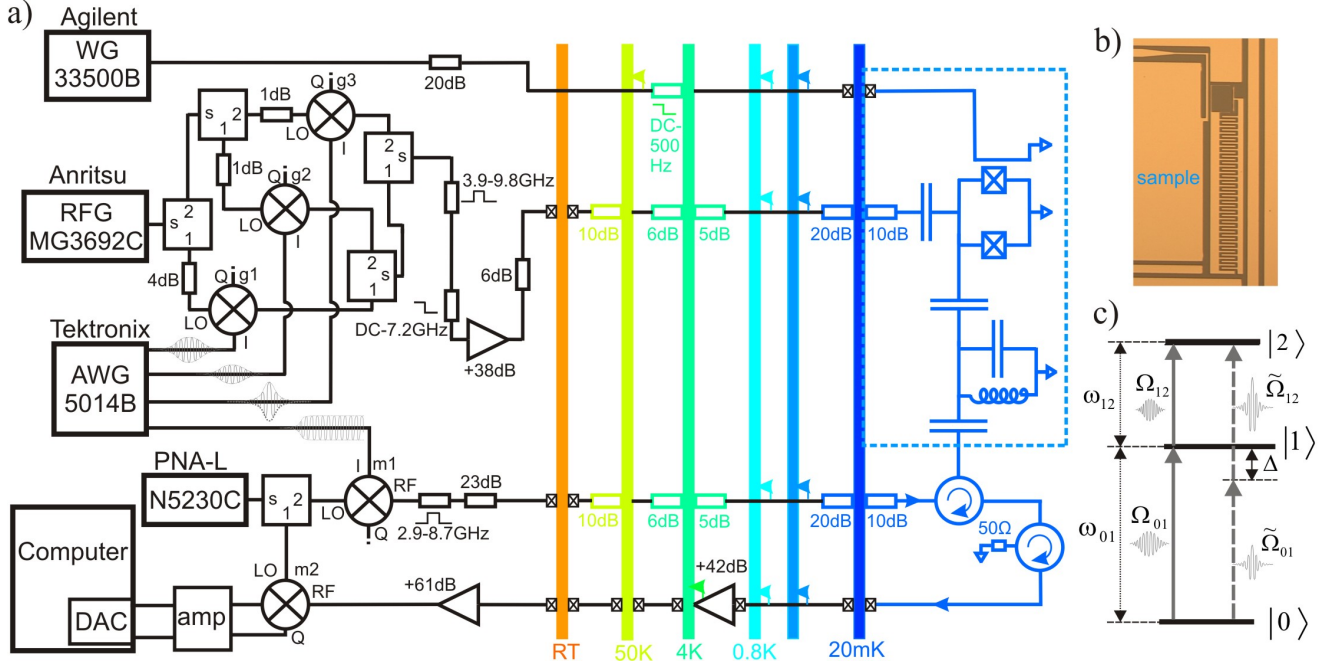 a)
Agilent
WG
33500B
20dB
1dB
Q
g3
LO
I
s
1
2
1dB
Q
g2
LO
I
2
1
s
3.9-9.8GHz
DC-
500
Hz
Anritsu
RFG
MG3692C
s
1
2
4dB
Q
g1
LO
I
2
1
s
DC-7.2GHz
+38dB
6dB
10dB
6dB
5dB
20dB
10dB
Tektronix
AWG
5014B
PNA-L
N5230C
s
1
2
I
m1
RF
LO
Q
23dB
2.9-8.7GHz
10dB
6dB
5dB
20dB
10dB
50Ω
Computer
DAC
amp
LO
m2
RF
Q
+61dB
+42dB
RT
50K
4K
0.8K
20mK
b)
sample
c)
|2⟩
ω12
Ω12
Ω̃12
|1⟩
Δ
ω01
Ω01
Ω̃01
|0⟩